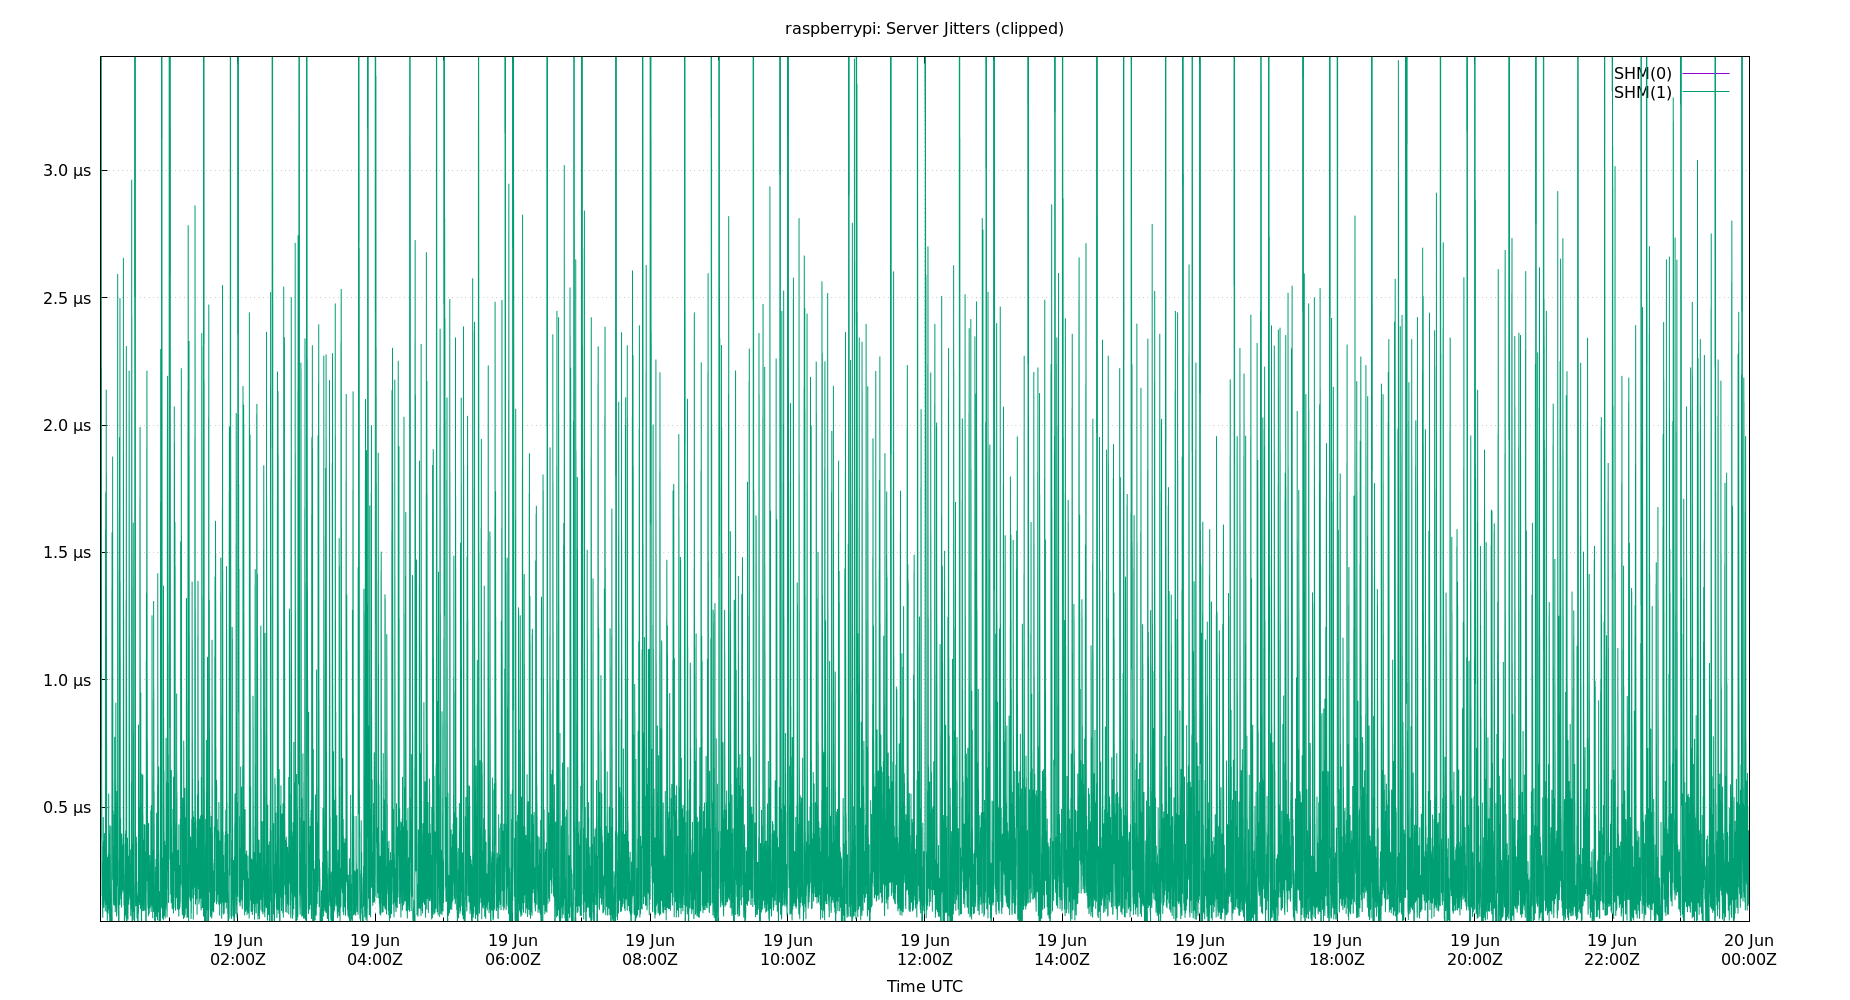 raspberrypi: Server Jitters (clipped)
SHM(0)
SHM(1)
3.0 μs
2.5 μs
2.0 μs
1.5 μs
1.0 μs
0.5 μs
19 Jun 19 Jun 19 Jun 19 Jun 19 Jun 19 Jun 19 Jun 19 Jun 19 Jun 19 Jun 19 Jun 20 Jun
02:00Z 04:00Z 06:00Z 08:00Z 10:00Z 12:00Z 14:00Z 16:00Z 18:00Z 20:00Z 22:00Z 00:00Z
Time UTC